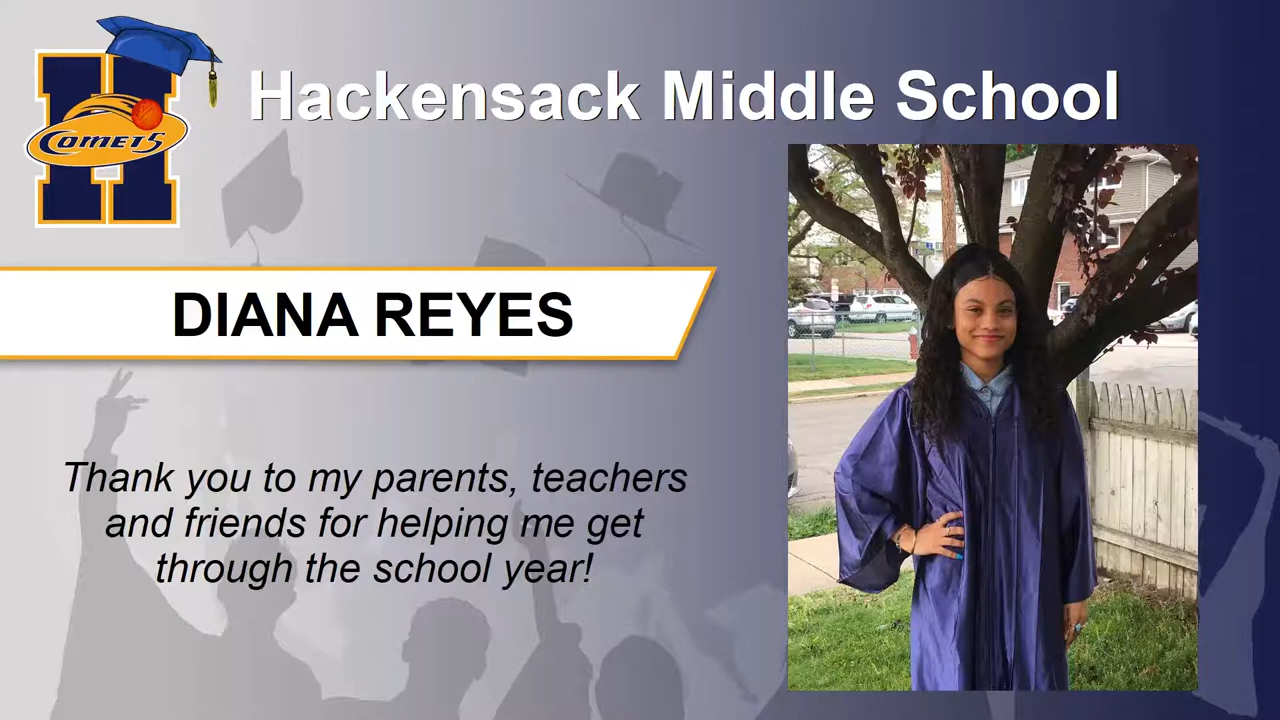 COMETS
Hackensack Middle School
DIANA REYES
Thank you to my parents, teachers
and friends for helping me get
through the school year!